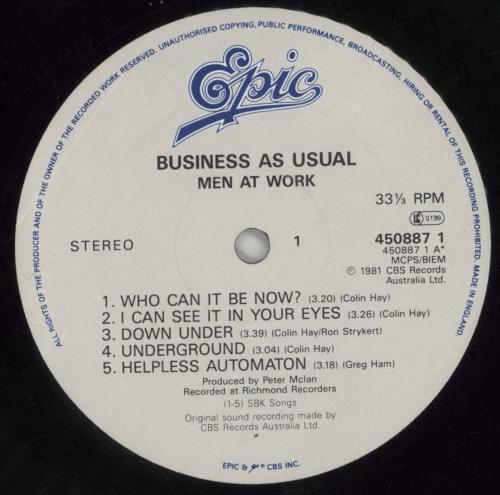 ALL RIGHTS OF THE PRODUCER AND OF THE OWNER OF THE RECORDED WORK RESERVED. UNAUTHORISED COPYING, PUBLIC PERFORMANCE, BROADCASTING, HIRING OR RENTAL OF THIS RECORDING PROHIBITED. MADE IN ENGLAND.
Epic
BUSINESS AS USUAL
MEN AT WORK
33⅓ RPM
LC 0199
STEREO
1
450887 1
450887 1 A*
MCPS/BIEM
℗ 1981 CBS Records
Australia Ltd.
1. WHO CAN IT BE NOW? (3.20) (Colin Hay)
2. I CAN SEE IT IN YOUR EYES (3.26) (Colin Hay)
3. DOWN UNDER (3.39) (Colin Hay/Ron Strykert)
4. UNDERGROUND (3.04) (Colin Hay)
5. HELPLESS AUTOMATON (3.18) (Greg Ham)
Produced by Peter Mclan
Recorded at Richmond Recorders
(1-5) SBK Songs
Original sound recording made by
CBS Records Australia Ltd.
EPIC & ® CBS INC.